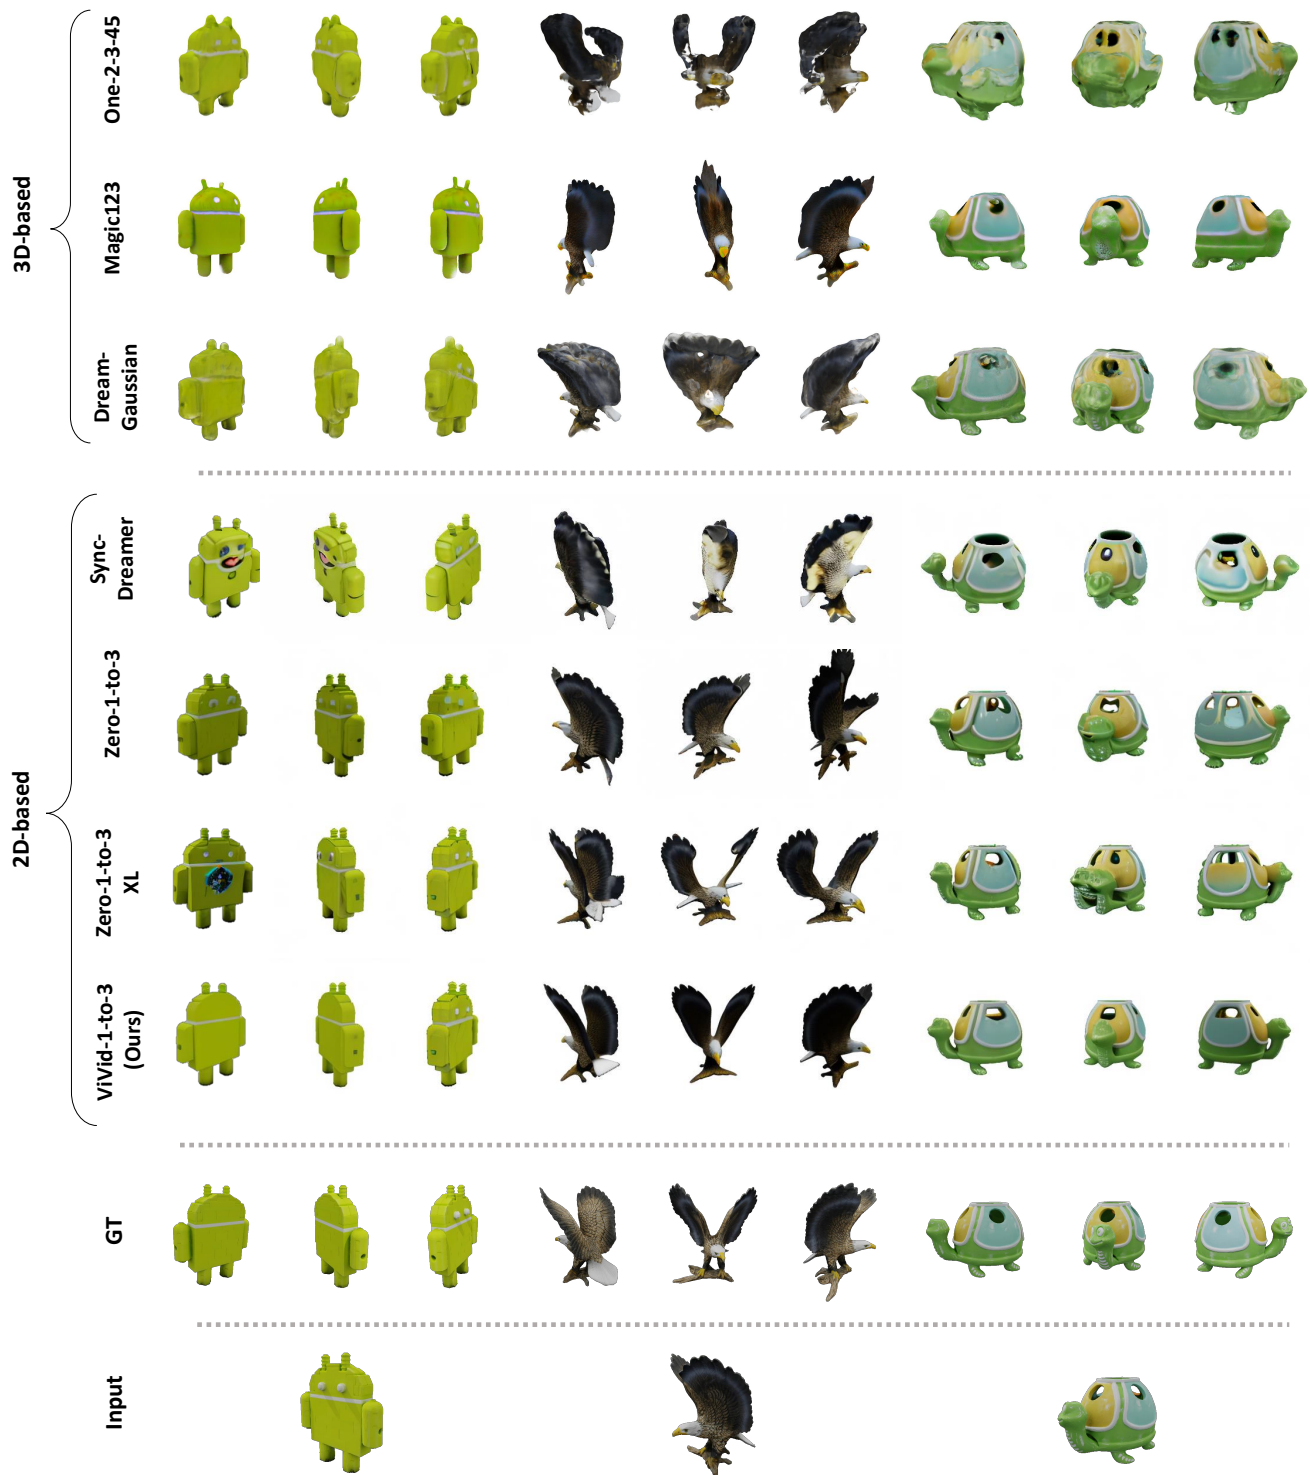 3D-based
One-2-3-45
Magic123
Dream-
Gaussian
2D-based
Sync-
Dreamer
Zero-1-to-3
Zero-1-to-3
XL
ViVid-1-to-3
(Ours)
GT
Input